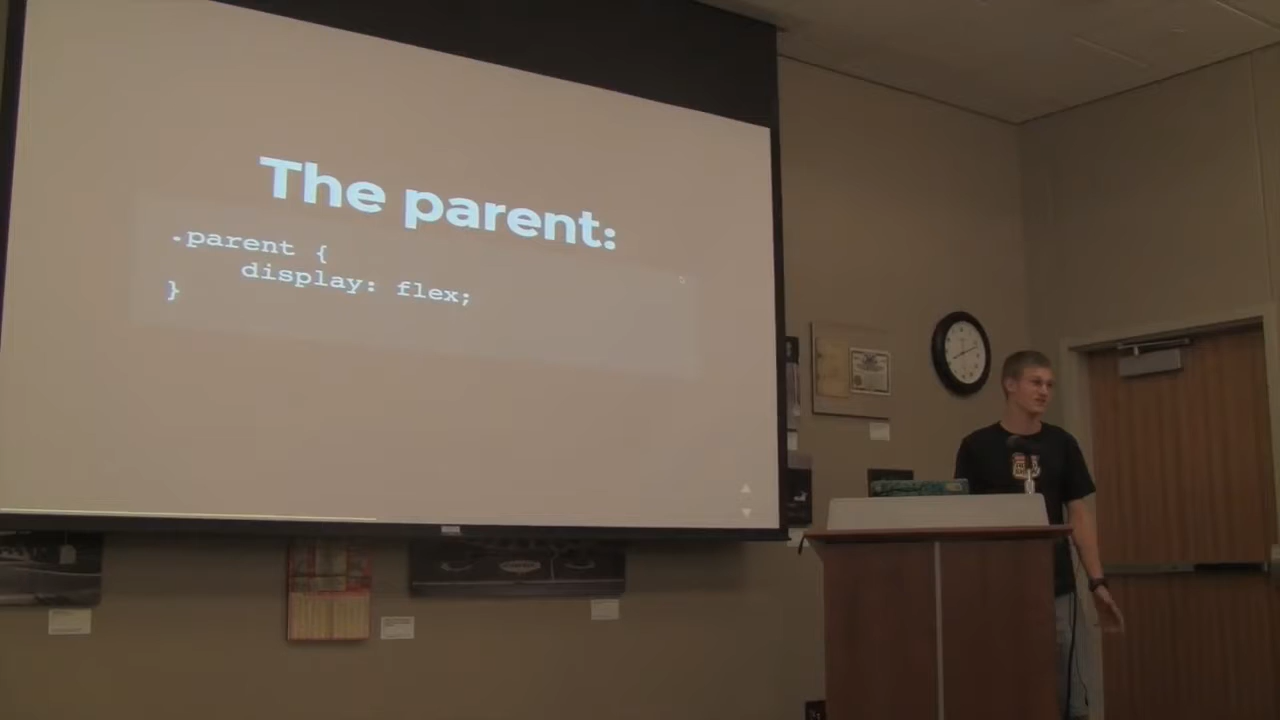 The parent:
.parent {
display: flex;
}